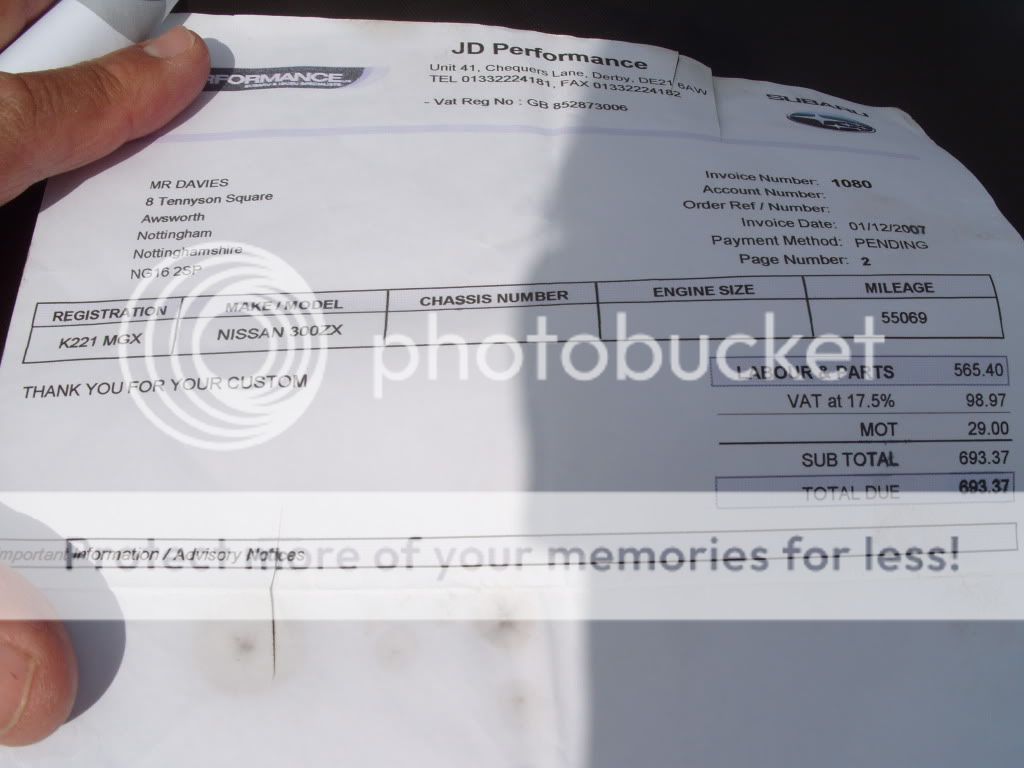 PERFORMANCE
JD Performance
Unit 41, Chequers Lane, Derby, DE21 6AW
TEL 01332224181, FAX 01332224182
- Vat Reg No : GB 852873006
SUBARU
MR DAVIES
8 Tennyson Square
Awsworth
Nottingham
Nottinghamshire
NG16 2SP
Invoice Number: 1080
Account Number:
Order Ref / Number:
Invoice Date: 01/12/2007
Payment Method: PENDING
Page Number: 2
REGISTRATION MAKE / MODEL CHASSIS NUMBER ENGINE SIZE MILEAGE
K221 MGX NISSAN 300ZX 55069
THANK YOU FOR YOUR CUSTOM
LABOUR & PARTS 565.40
VAT at 17.5% 98.97
MOT 29.00
SUB TOTAL 693.37
TOTAL DUE 693.37
Important Information / Advisory Notices
photobucket
Protect more of your memories for less!